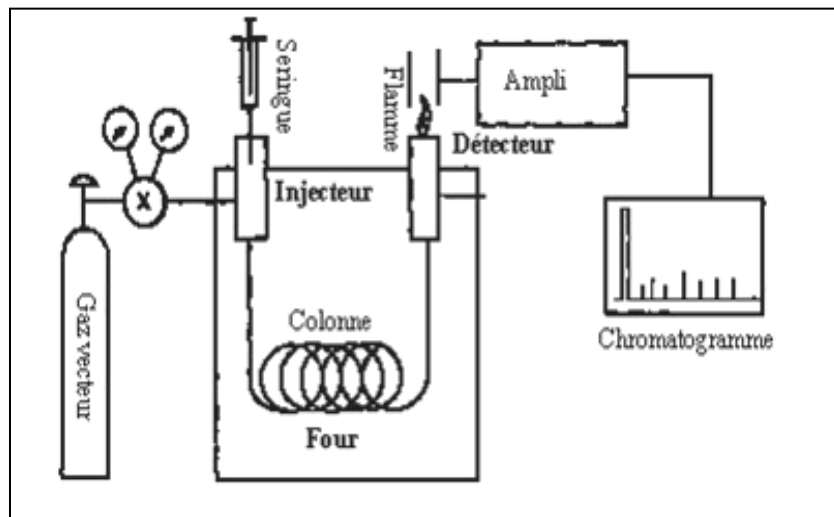 Seringue
Flamme
Ampli
Détecteur
Injecteur
X
Gaz vecteur
Colonne
Chromatogramme
Four